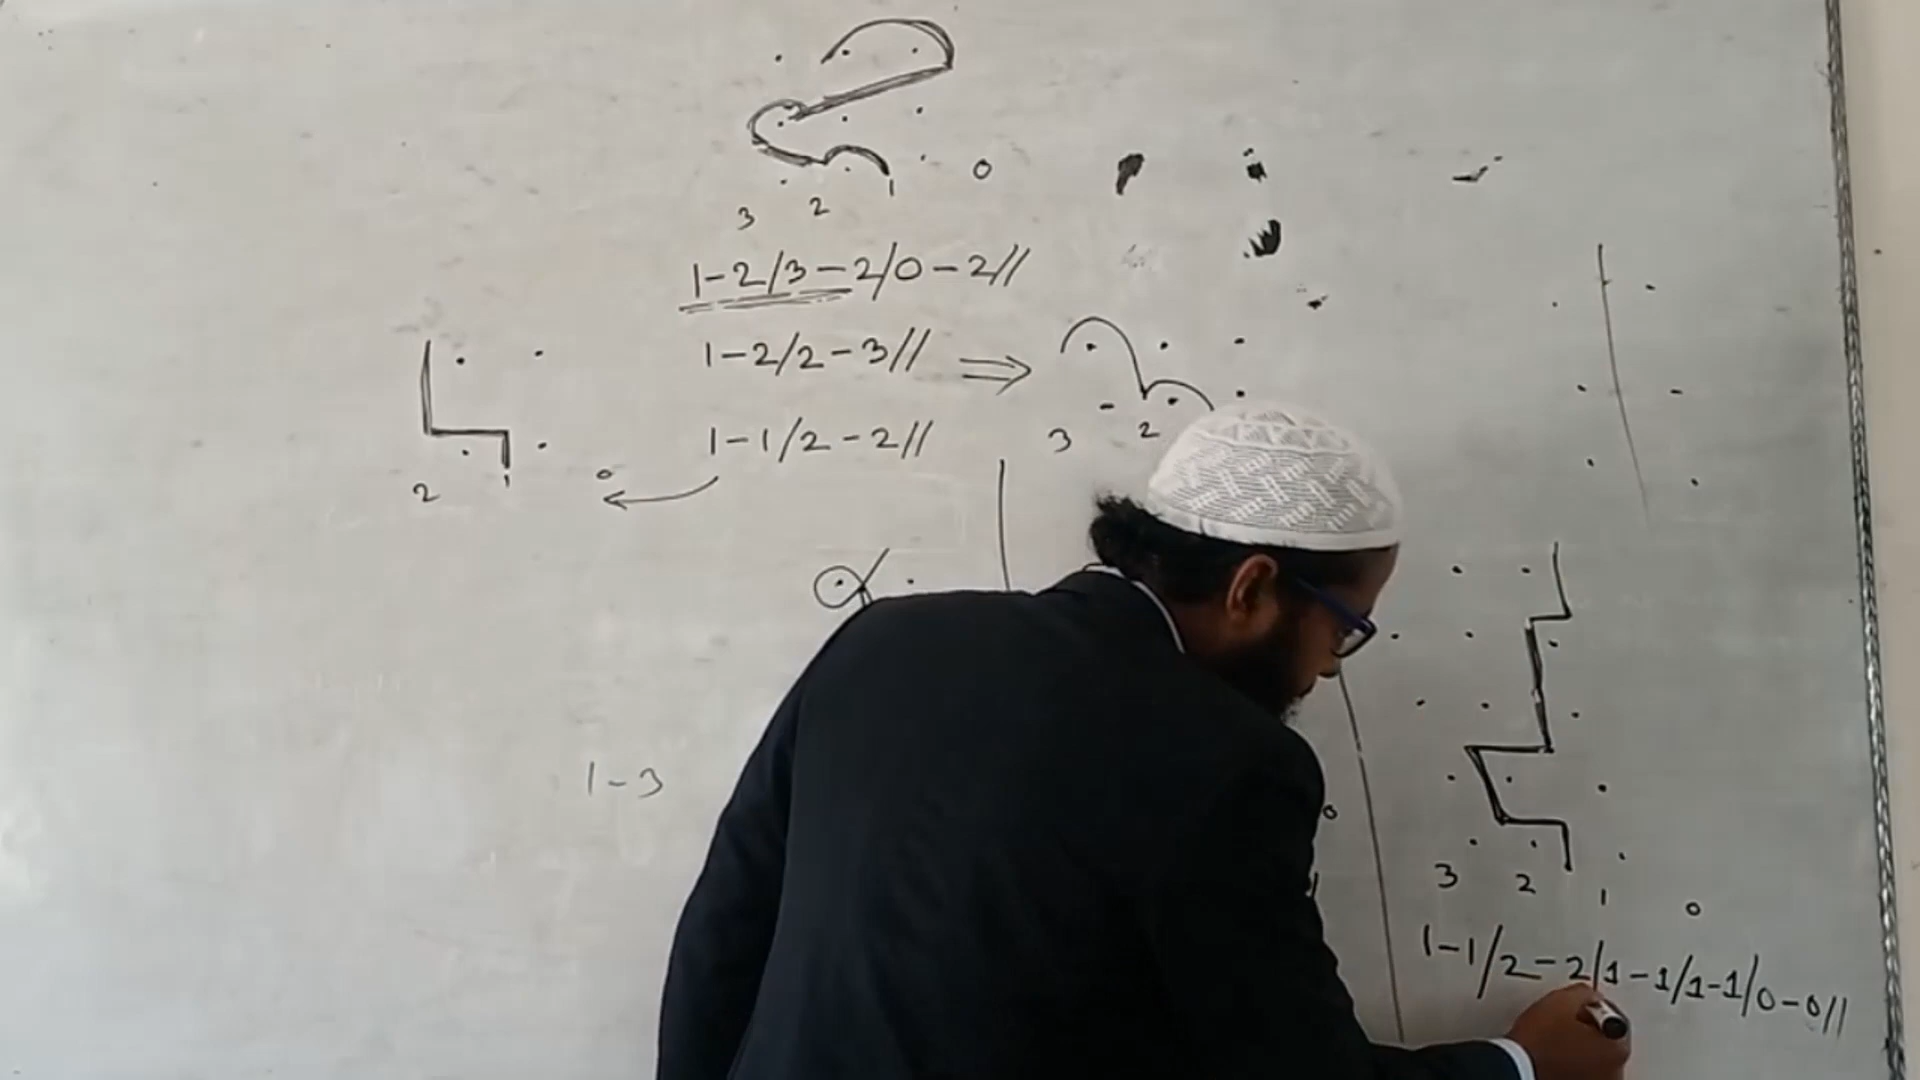 3 2 1 0
1-2/3-2/0-2//
1-2/2-3//
3 2
1-1/2-2//
2 1 0
1-3
0
3 2 1 0
1-1/2-2/1-1/1-1/0-0//